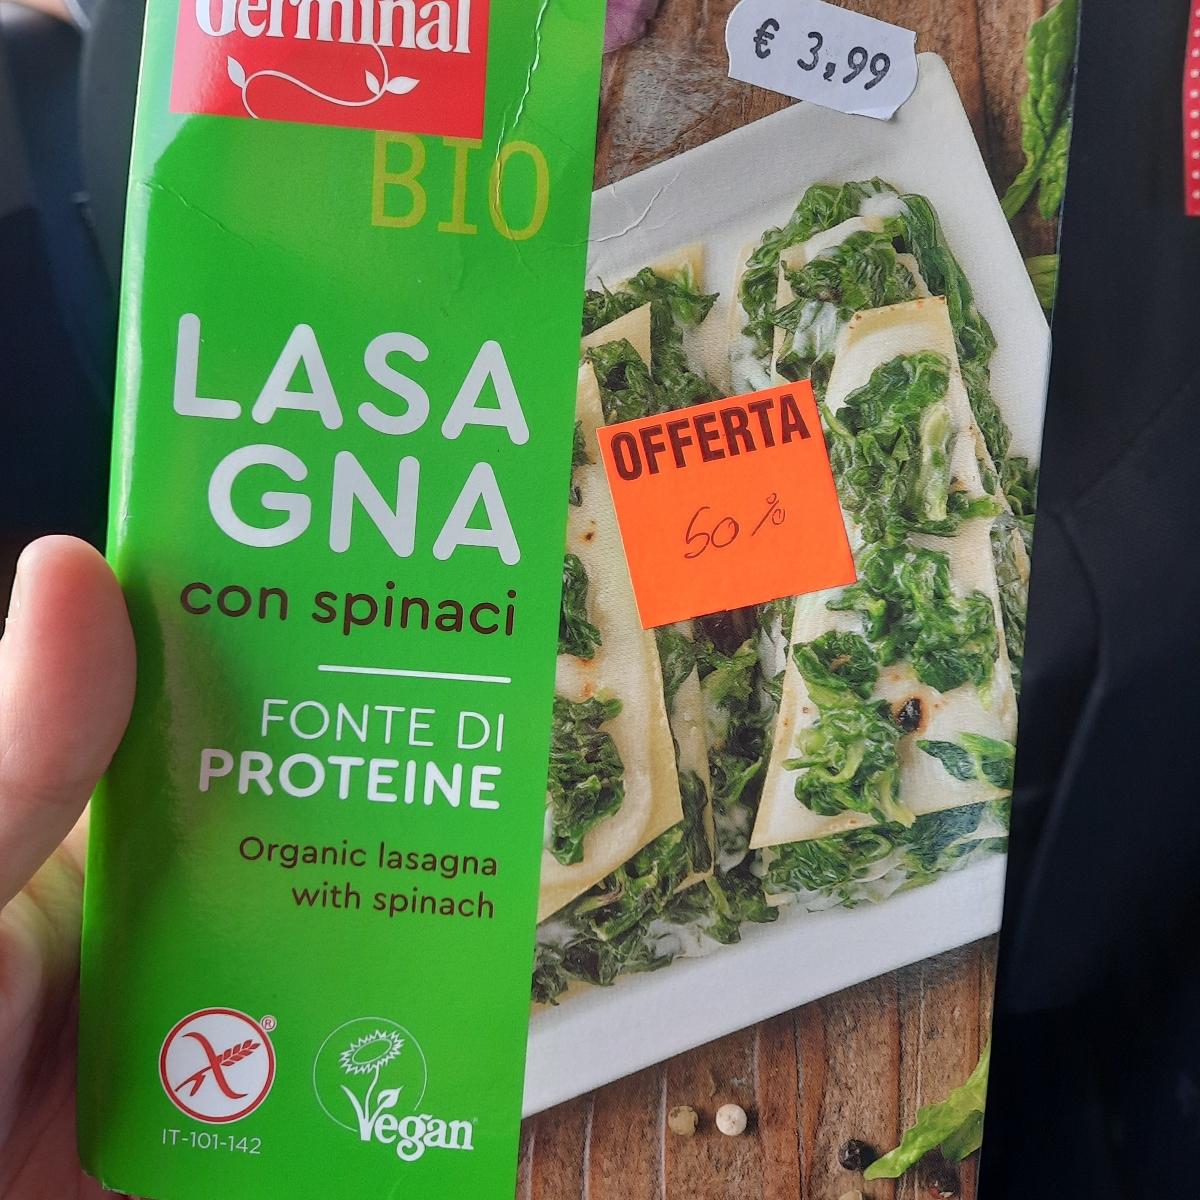 Germinal
BIO
€ 3,99
LASA
GNA
con spinaci
FONTE DI
PROTEINE
Organic lasagna
with spinach
OFFERTA
50 %
IT-101-142
Vegan